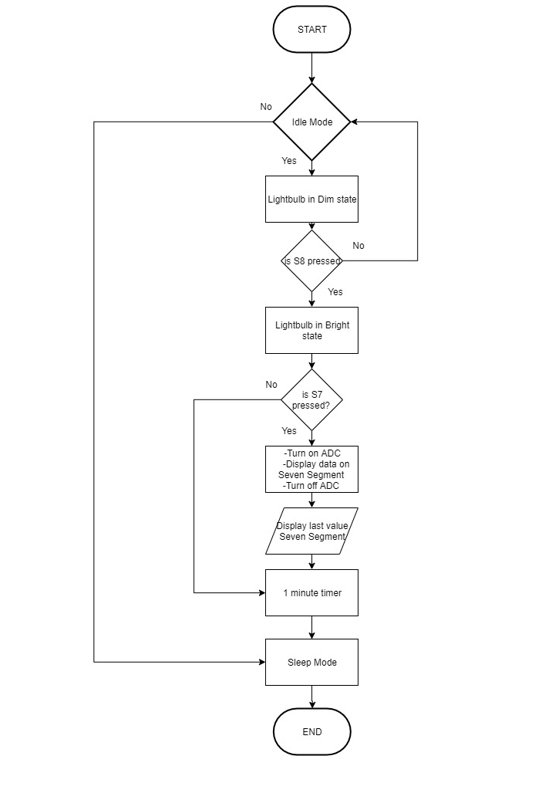 START
No
Idle Mode
Yes
Lightbulb in Dim state
No
is S8 pressed
Yes
Lightbulb in Bright
state
No
is S7
pressed?
Yes
-Turn on ADC
-Display data on
Seven Segment
-Turn off ADC
Display last value
Seven Segment
1 minute timer
Sleep Mode
END